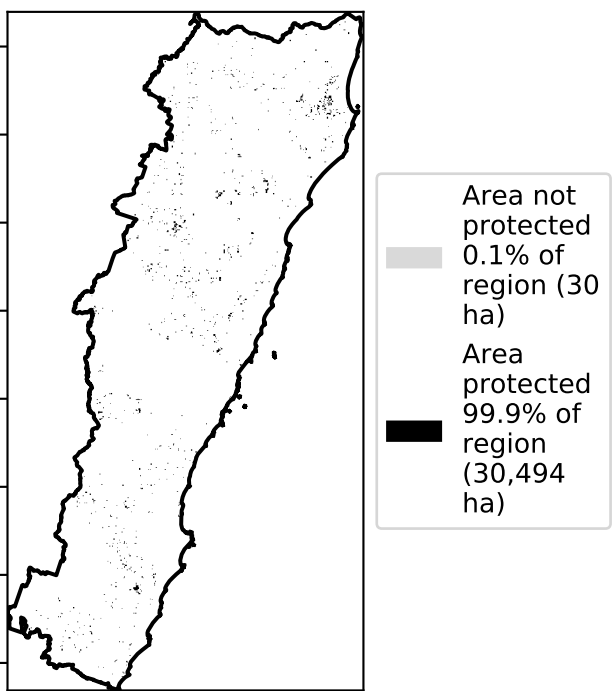 Area not
protected
0.1% of
region (30
ha)
Area
protected
99.9% of
region
(30,494
ha)